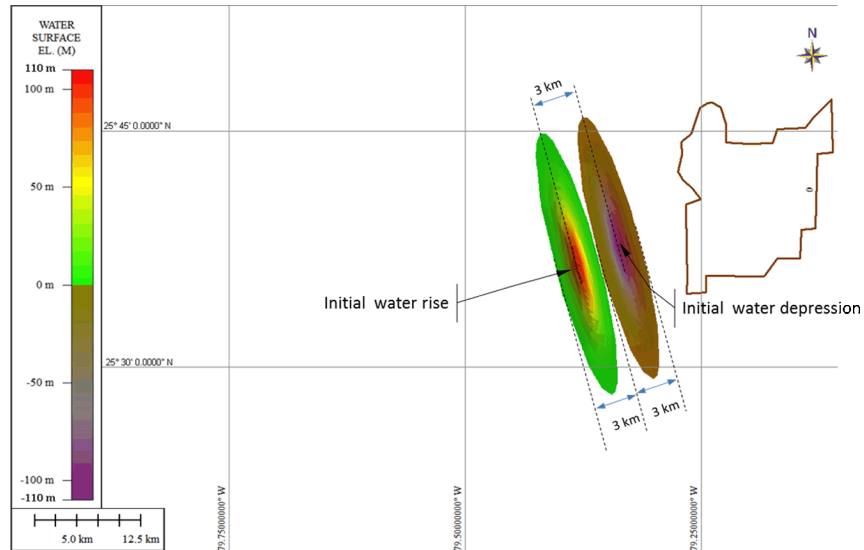 WATER
SURFACE
EL. (M)
110 m
100 m
50 m
0 m
-50 m
-100 m
-110 m
5.0 km 12.5 km
N
3 km
25° 45' 0.0000" N
Initial water rise
Initial water depression
25° 30' 0.0000" N
3 km
3 km
79.75000000° W
79.50000000° W
79.25000000° W
0